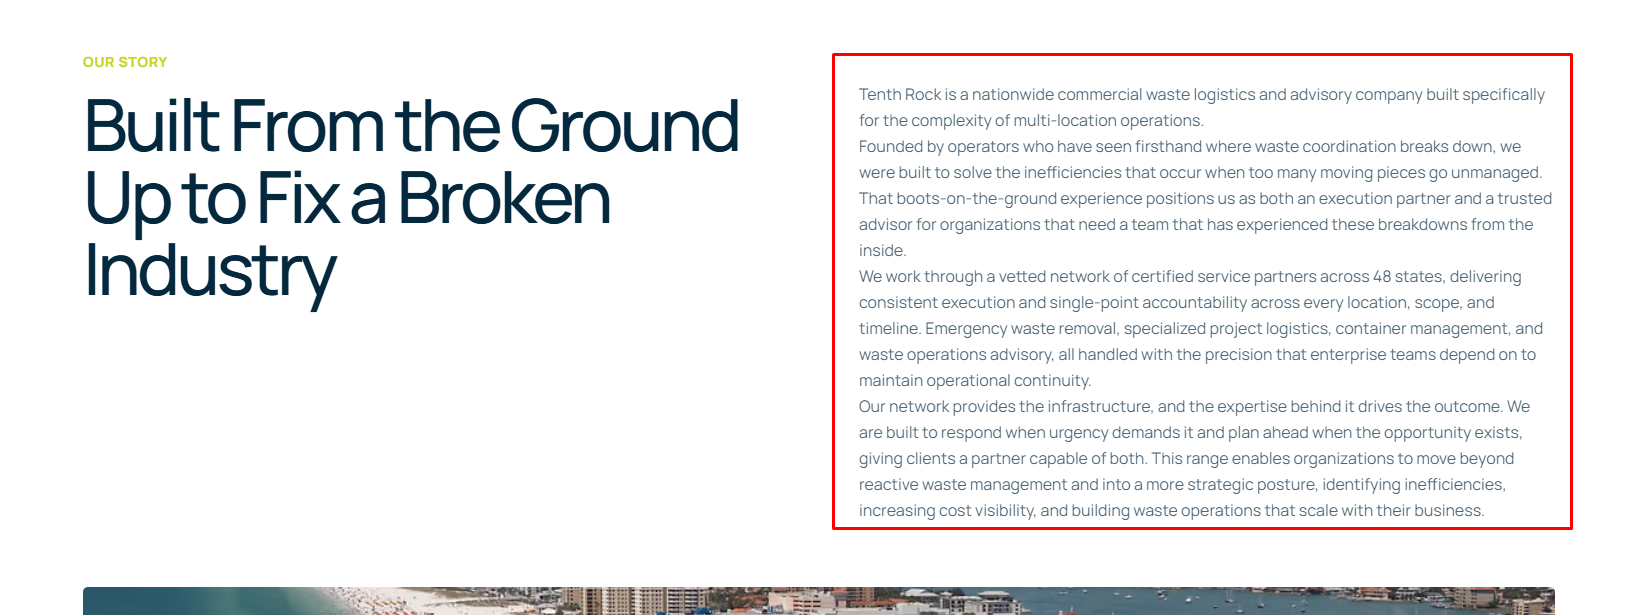 OUR STORY
Built From the Ground
Up to Fix a Broken
Industry
Tenth Rock is a nationwide commercial waste logistics and advisory company built specifically
for the complexity of multi-location operations.
Founded by operators who have seen firsthand where waste coordination breaks down, we
were built to solve the inefficiencies that occur when too many moving pieces go unmanaged.
That boots-on-the-ground experience positions us as both an execution partner and a trusted
advisor for organizations that need a team that has experienced these breakdowns from the
inside.
We work through a vetted network of certified service partners across 48 states, delivering
consistent execution and single-point accountability across every location, scope, and
timeline. Emergency waste removal, specialized project logistics, container management, and
waste operations advisory, all handled with the precision that enterprise teams depend on to
maintain operational continuity.
Our network provides the infrastructure, and the expertise behind it drives the outcome. We
are built to respond when urgency demands it and plan ahead when the opportunity exists,
giving clients a partner capable of both. This range enables organizations to move beyond
reactive waste management and into a more strategic posture, identifying inefficiencies,
increasing cost visibility, and building waste operations that scale with their business.